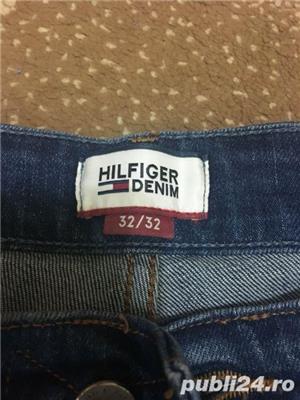 HILFIGER
DENIM
32/32
publi24.ro